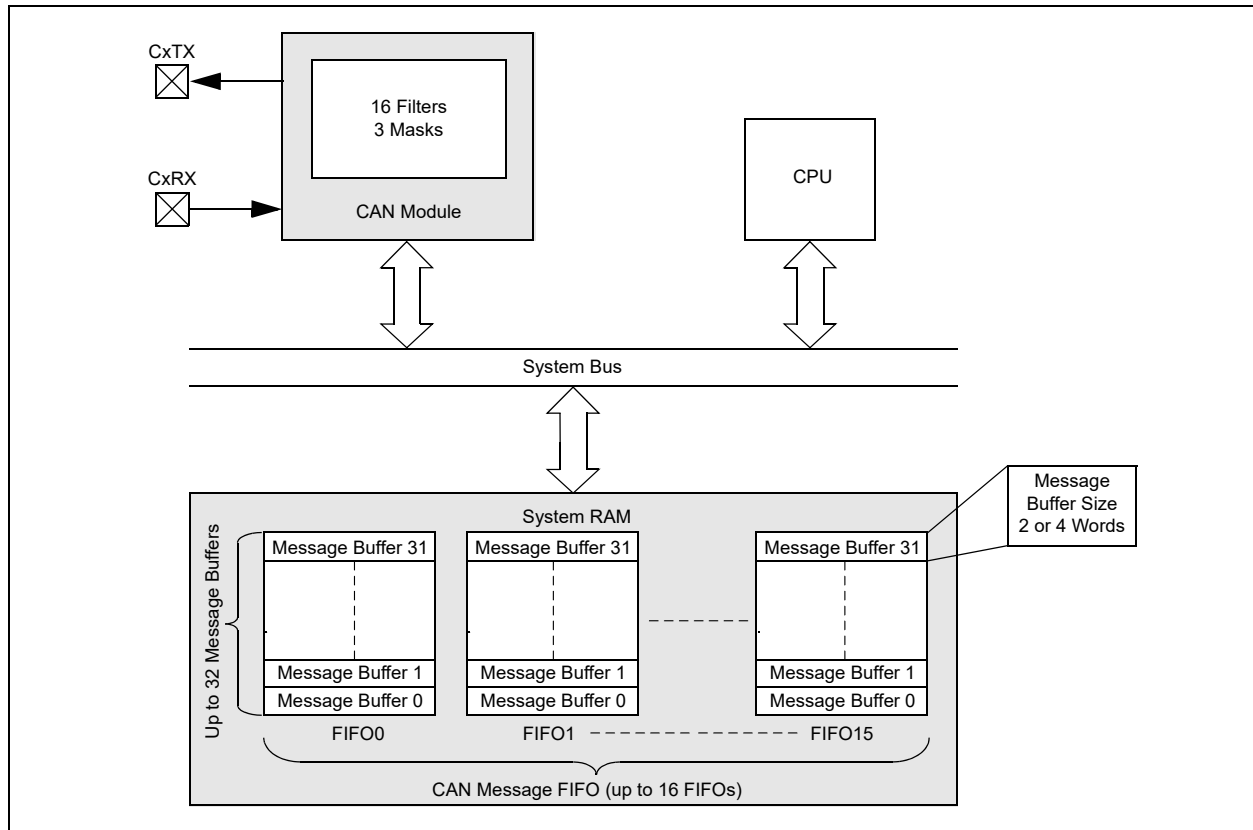 CxTX
16 Filters
3 Masks
CPU
CxRX
CAN Module
System Bus
Message
Buffer Size
2 or 4 Words
System RAM
Up to 32 Message Buffers
Message Buffer 31
Message Buffer 31
Message Buffer 31
Message Buffer 1
Message Buffer 1
Message Buffer 1
Message Buffer 0
Message Buffer 0
Message Buffer 0
FIFO0
FIFO1
FIFO15
CAN Message FIFO (up to 16 FIFOs)